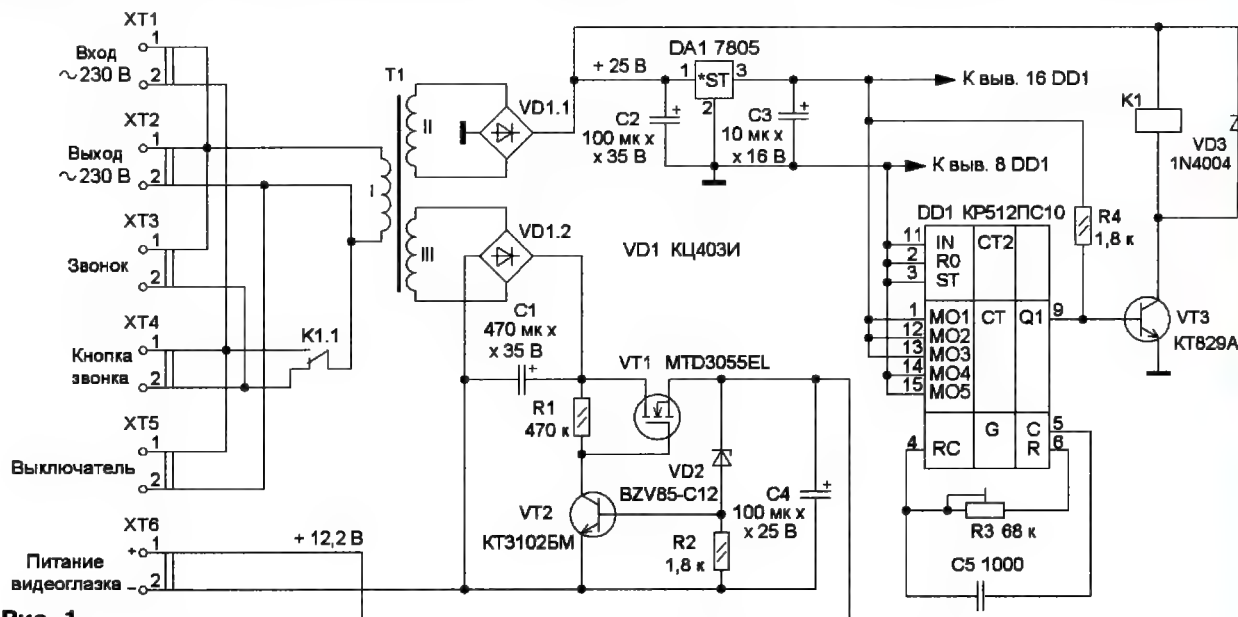 XT1
1
Вход
~230 В
2
XT2
1
Выход
~230 В
2
XT3
1
Звонок
2
XT4
1
Кнопка
звонка
2
K1.1
XT5
1
Выключатель
2
XT6
+ 1
+ 12,2 В
Питание
видеоглазка – 2
T1
I
II
III
VD1.1
VD1.2
VD1 КЦ403И
+ 25 В
DA1 7805
1
*ST
3
2
C2
100 мк х
х 35 В
+
C3
10 мк х
х 16 В
+
К выв. 16 DD1
К выв. 8 DD1
K1
VD3
1N4004
C1
470 мк х
х 35 В
+
VT1 MTD3055EL
R1
470 к
VD2
BZV85-C12
VT2
КТ3102БМ
R2
1,8 к
C4
100 мк х
х 25 В
+
DD1 КР512ПС10
R4
1,8 к
11 IN CT2
2 R0
3 ST
1 MO1 CT Q1 9
12 MO2
13 MO3
14 MO4
15 MO5
G C 5
4 RC R 6
VT3
КТ829А
R3 68 к
C5 1000